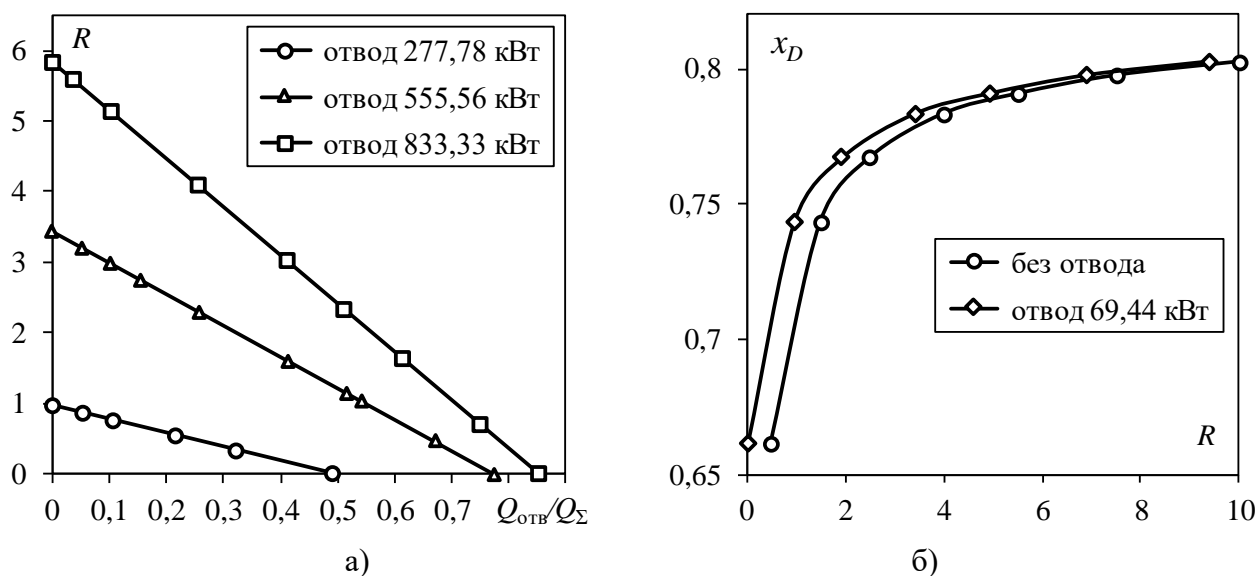 R
отвод 277,78 кВт
отвод 555,56 кВт
отвод 833,33 кВт
6
5
4
3
2
1
0
0 0,1 0,2 0,3 0,4 0,5 0,6 0,7 Qотв/QΣ
а)
xD
0,8
0,75
0,7
0,65
без отвода
отвод 69,44 кВт
R
0 2 4 6 8 10
б)